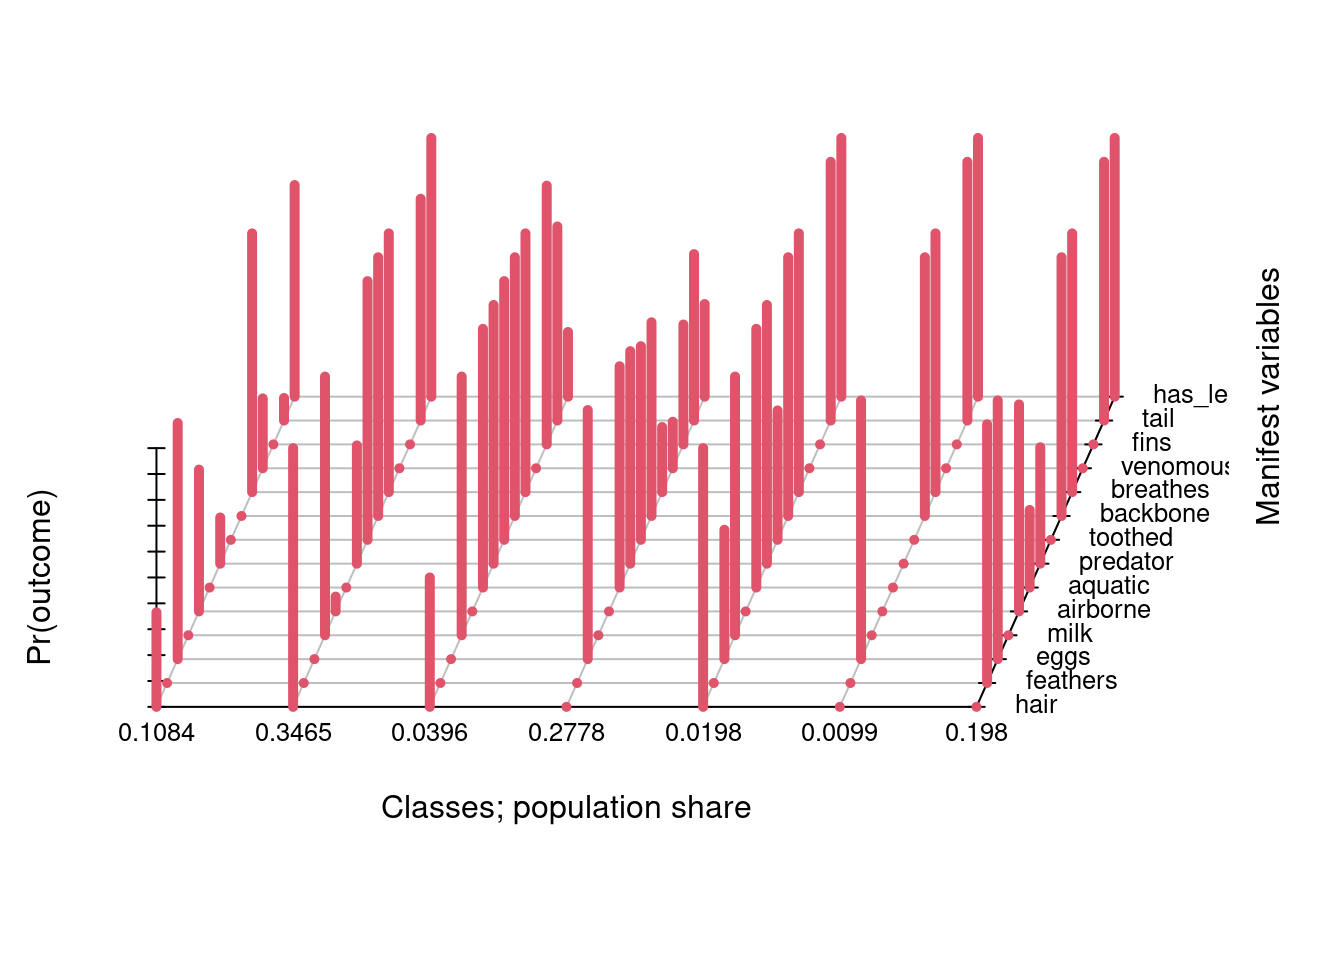 has_le
tail
fins
venomous
breathes
backbone
toothed
predator
aquatic
airborne
milk
eggs
feathers
hair
Manifest variables
Pr(outcome)
0.1084 0.3465 0.0396 0.2778 0.0198 0.0099 0.198
Classes; population share